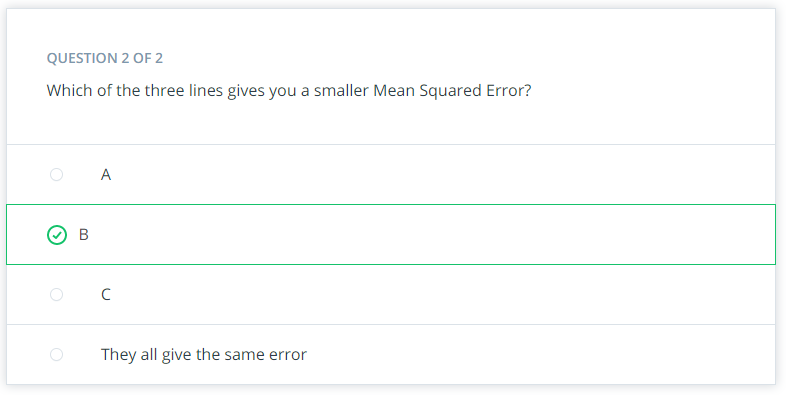 QUESTION 2 OF 2
Which of the three lines gives you a smaller Mean Squared Error?
A
B
C
They all give the same error